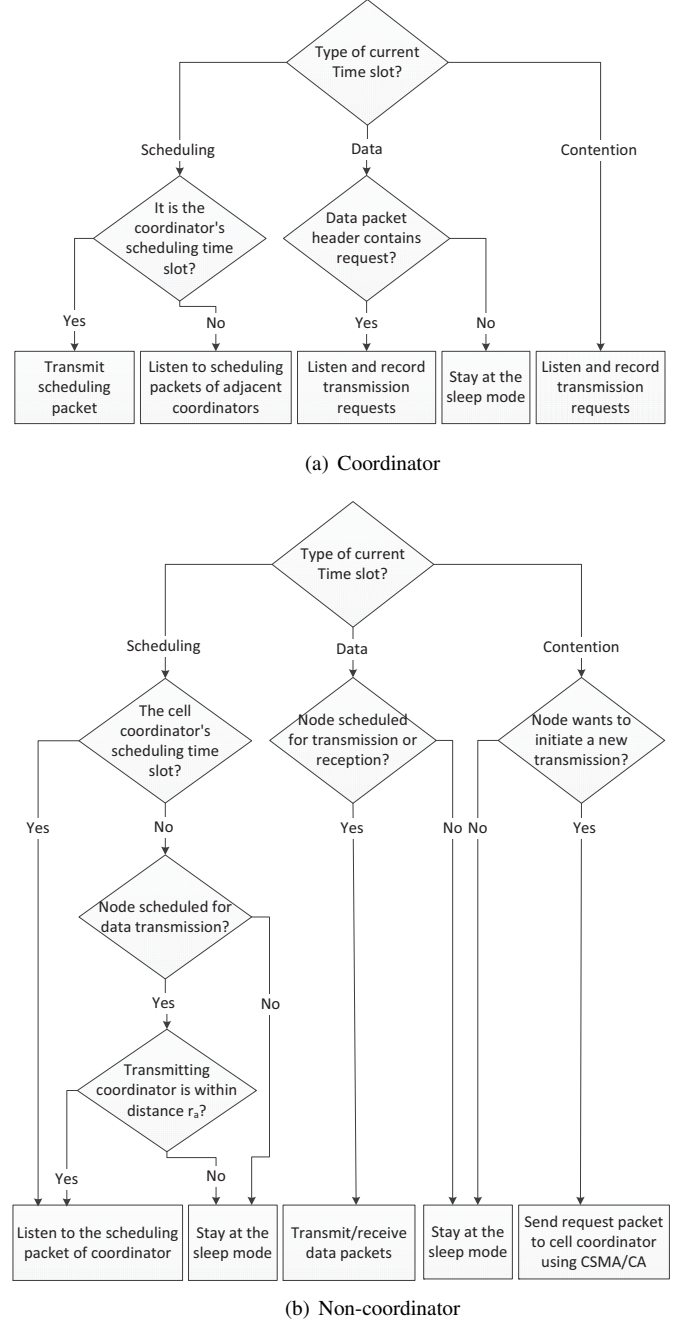 Type of current
Time slot?
Scheduling
Data
Contention
It is the
coordinator's
scheduling time
slot?
Data packet
header contains
request?
Yes
No
Yes
No
Transmit
scheduling
packet
Listen to scheduling
packets of adjacent
coordinators
Listen and record
transmission
requests
Stay at the
sleep mode
Listen and record
transmission
requests
(a) Coordinator
Type of current
Time slot?
Scheduling
Data
Contention
The cell
coordinator's
scheduling time
slot?
Node scheduled
for transmission or
reception?
Node wants to
initiate a new
transmission?
Yes
No
Yes
No
No
Yes
Node scheduled for
data transmission?
Yes
No
Transmitting
coordinator is within
distance rₐ?
Yes
No
Listen to the scheduling
packet of coordinator
Stay at the
sleep mode
Transmit/receive
data packets
Stay at the
sleep mode
Send request packet
to cell coordinator
using CSMA/CA
(b) Non-coordinator